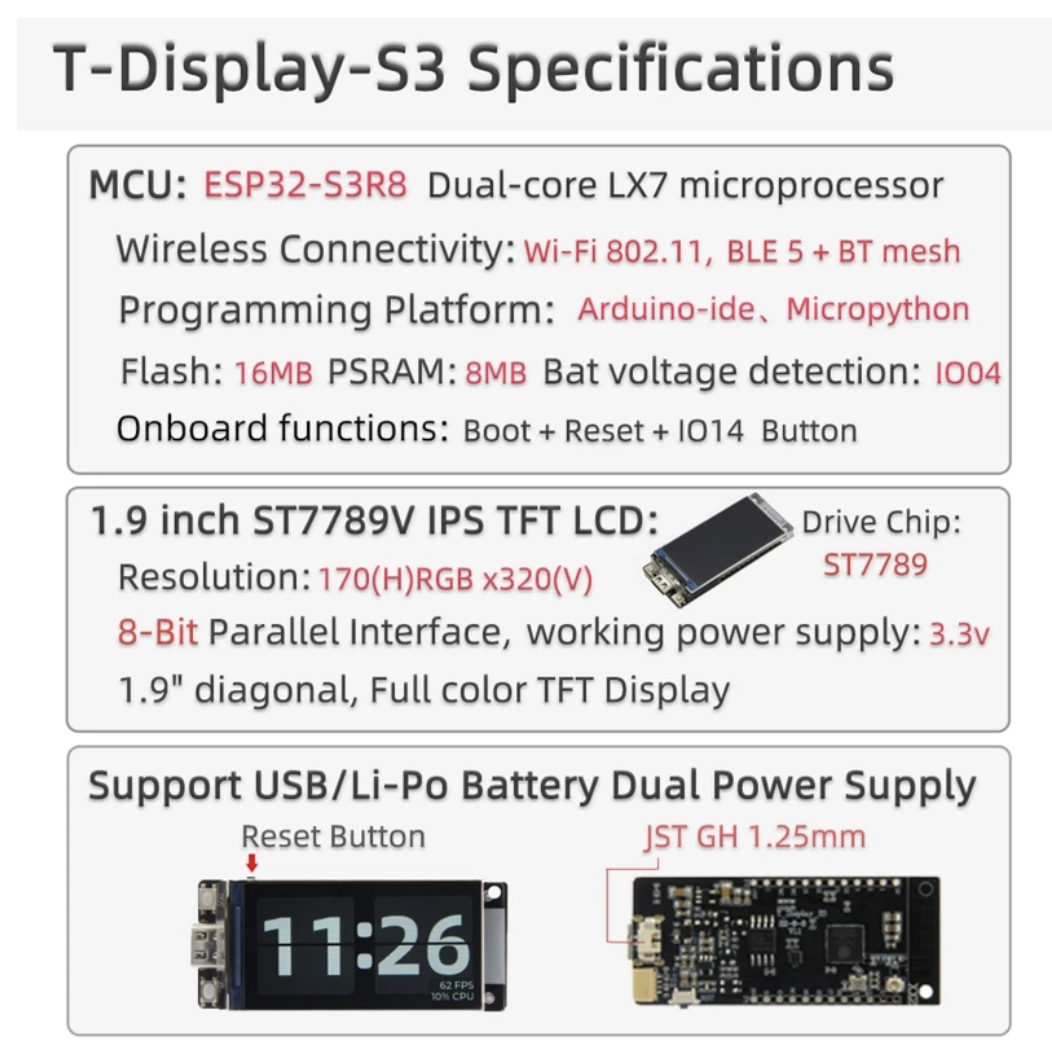 T-Display-S3 Specifications
MCU: ESP32-S3R8 Dual-core LX7 microprocessor
Wireless Connectivity: Wi-Fi 802.11, BLE 5 + BT mesh
Programming Platform: Arduino-ide、Micropython
Flash: 16MB PSRAM: 8MB Bat voltage detection: IO04
Onboard functions: Boot + Reset + IO14 Button
1.9 inch ST7789V IPS TFT LCD:
Drive Chip:
ST7789
Resolution: 170(H)RGB x320(V)
8-Bit Parallel Interface, working power supply: 3.3v
1.9" diagonal, Full color TFT Display
Support USB/Li-Po Battery Dual Power Supply
Reset Button
JST GH 1.25mm
11:26
62 FPS
10% CPU